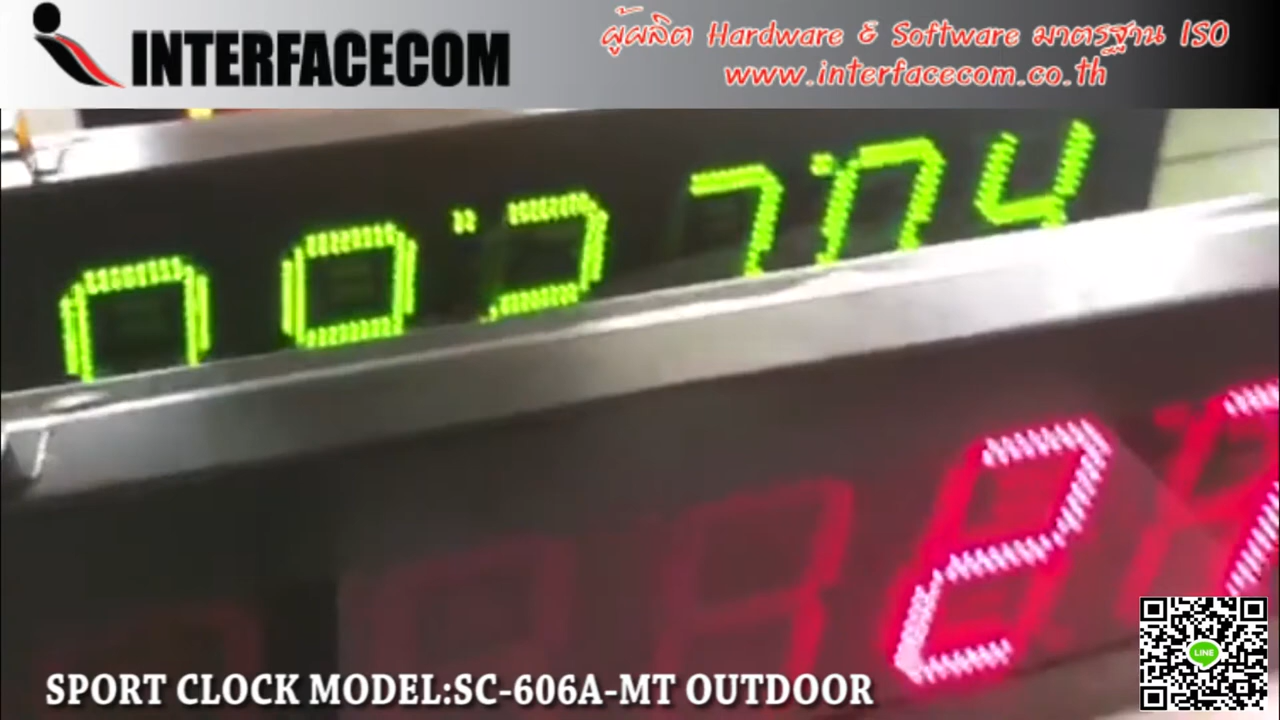 INTERFACECOM
ผู้ผลิต Hardware & Software มาตรฐาน ISO
www.interfacecom.co.th
LINE
SPORT CLOCK MODEL:SC-606A-MT OUTDOOR